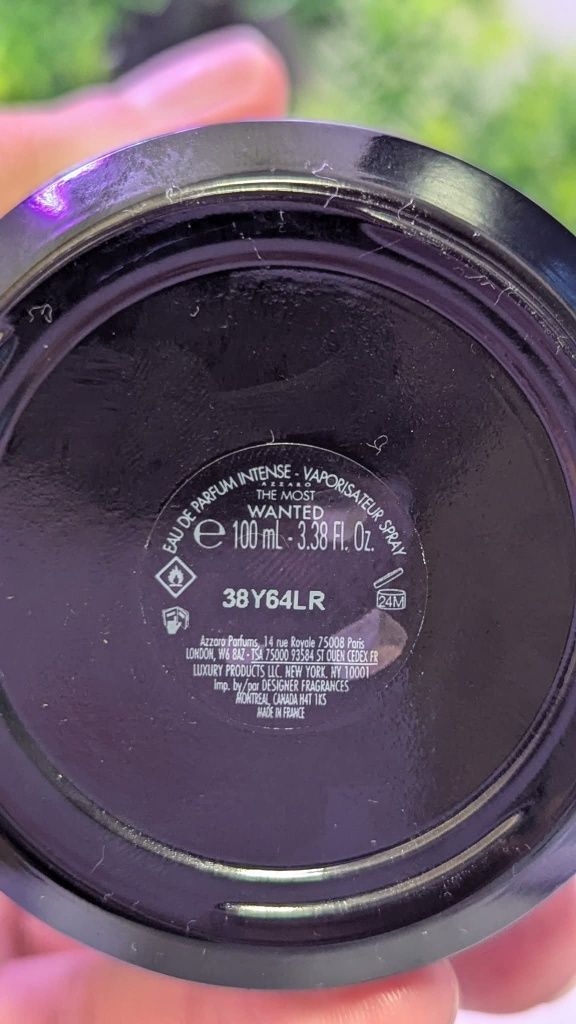 EAU DE PARFUM INTENSE - VAPORISATEUR SPRAY
AZZARO
THE MOST
WANTED
℮ 100 mL - 3.38 Fl. Oz.
38Y64LR
24M
Azzaro Parfums, 14 rue Royale 75008 Paris
LONDON, W6 8AZ - TSA 75000 93584 ST OUEN CEDEX FR
LUXURY PRODUCTS LLC, NEW YORK, NY 10001
Imp. by/par DESIGNER FRAGRANCES
MONTREAL, CANADA H4T 1K5
MADE IN FRANCE